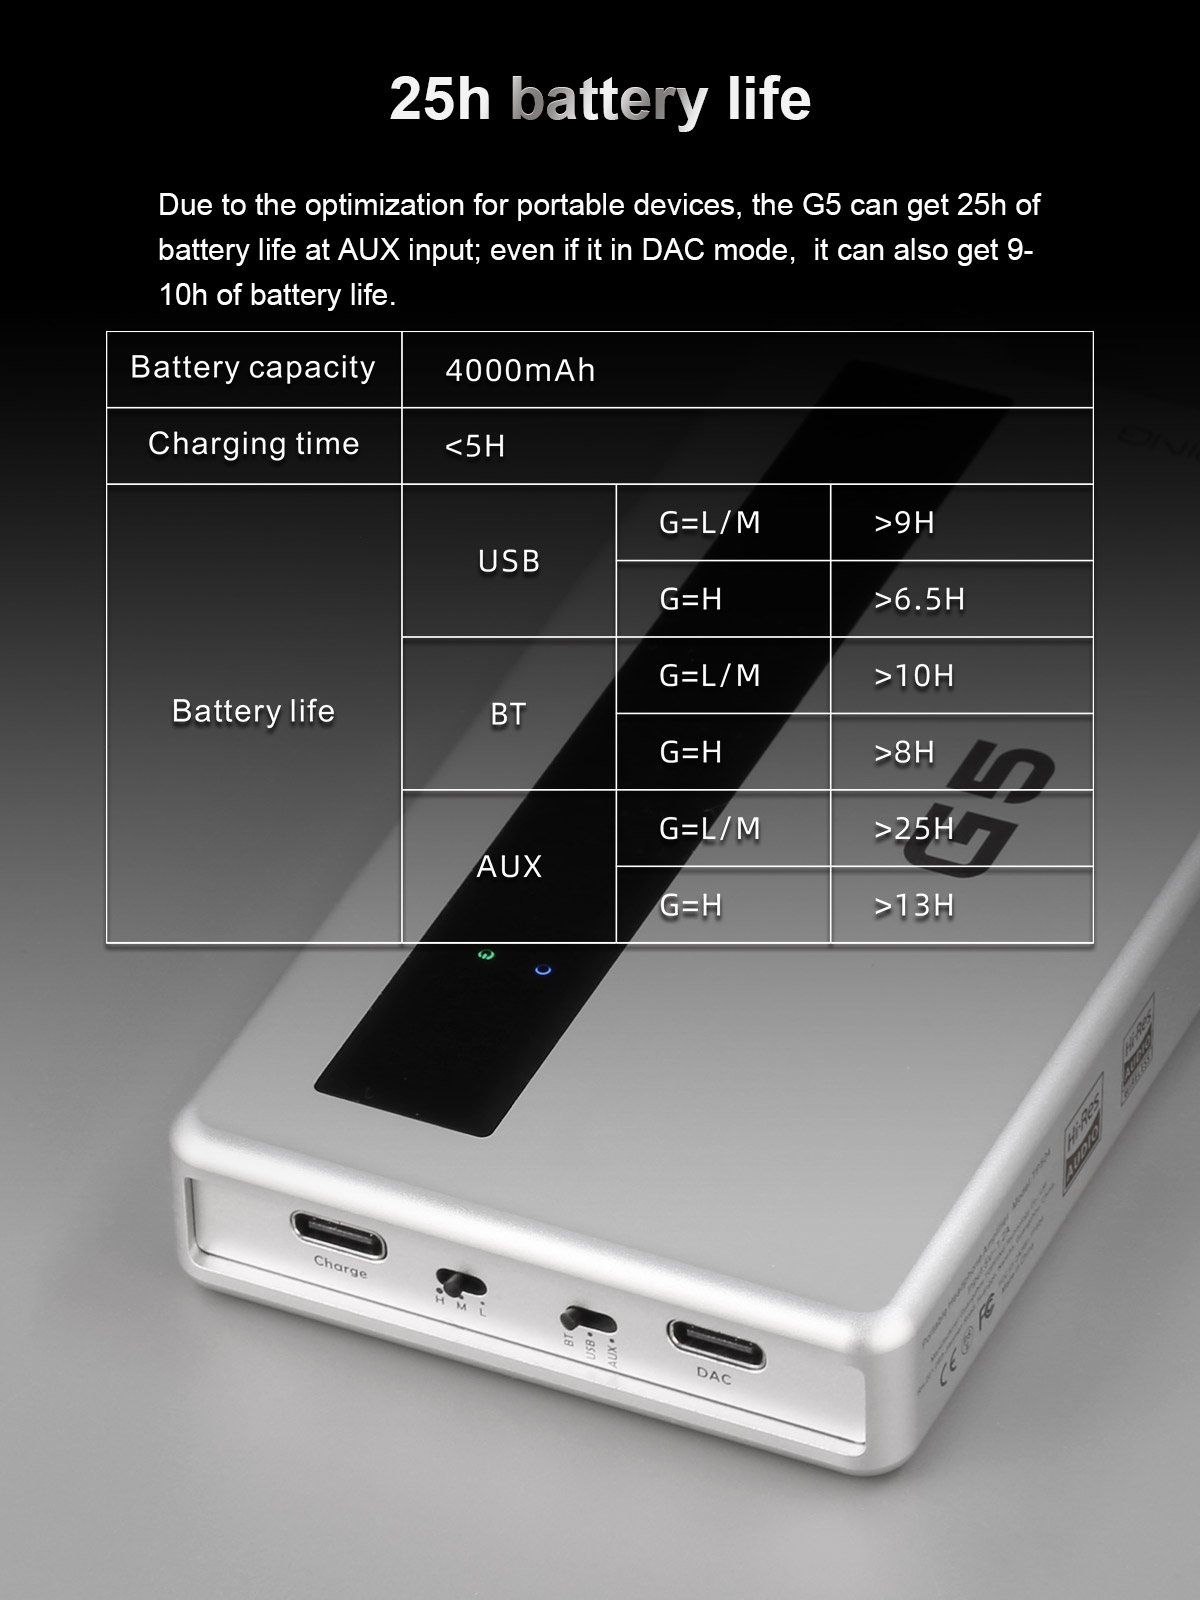 25h battery life
Due to the optimization for portable devices, the G5 can get 25h of
battery life at AUX input; even if it in DAC mode,  it can also get 9-
10h of battery life.
Battery capacity 4000mAh
Charging time <5H
Battery life
USB
G=L/M >9H
G=H >6.5H
BT
G=L/M >10H
G=H >8H
AUX
G=L/M >25H
G=H >13H
G5
Hi-Res
AUDIO
WIRELESS
Hi-Res
AUDIO
Charge
H M L
BT USB AUX
DAC
CE FC